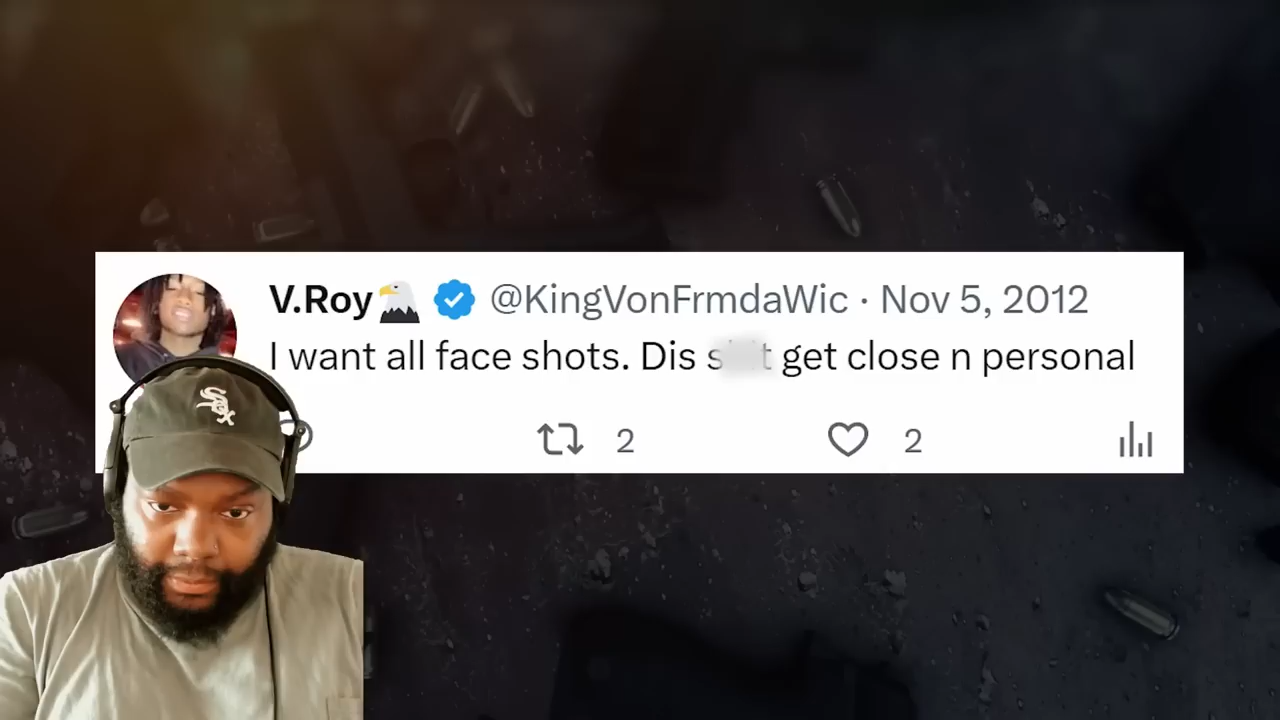 V.Roy🦅 @KingVonFrmdaWic · Nov 5, 2012
I want all face shots. Dis s t get close n personal
2 2
Sox